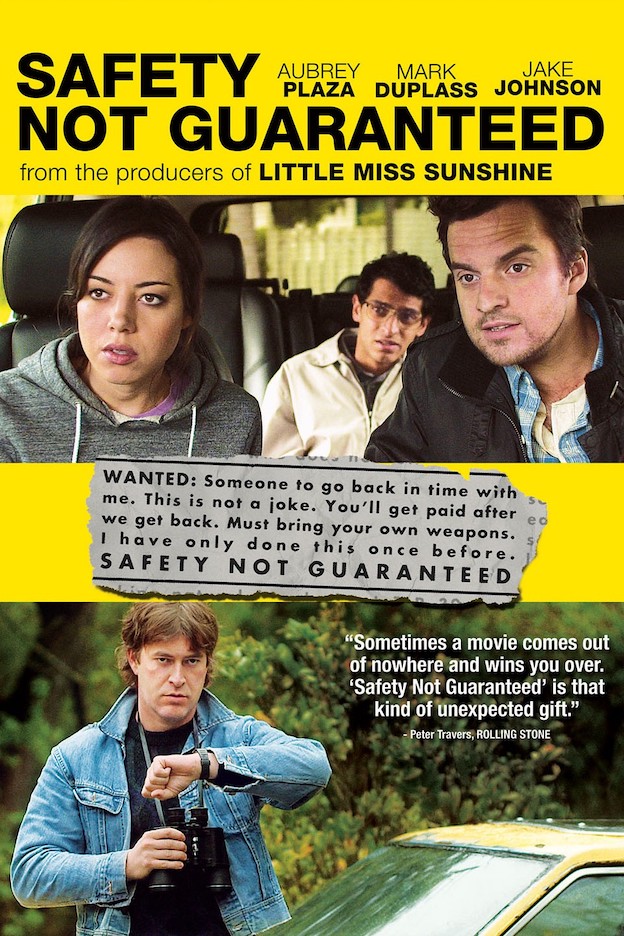 SAFETY
NOT GUARANTEED
AUBREY PLAZA
MARK DUPLASS
JAKE JOHNSON
from the producers of LITTLE MISS SUNSHINE
WANTED: Someone to go back in time with
me. This is not a joke. You'll get paid after
we get back. Must bring your own weapons.
I have only done this once before.
SAFETY NOT GUARANTEED
“Sometimes a movie comes out
of nowhere and wins you over.
‘Safety Not Guaranteed’ is that
kind of unexpected gift.”
- Peter Travers, ROLLING STONE